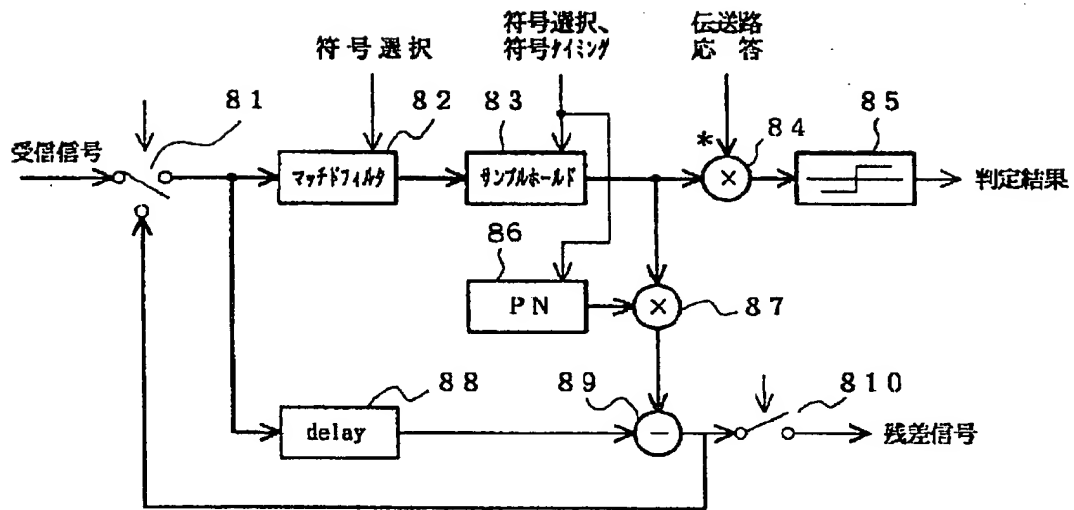 符号選択
符号選択、
符号タイミング
伝送路
応答
81
82
83
84
85
受信信号
マッチドフィルタ
サンプルホールド
*
×
判定結果
86
PN
×
87
88
89
810
delay
−
残差信号